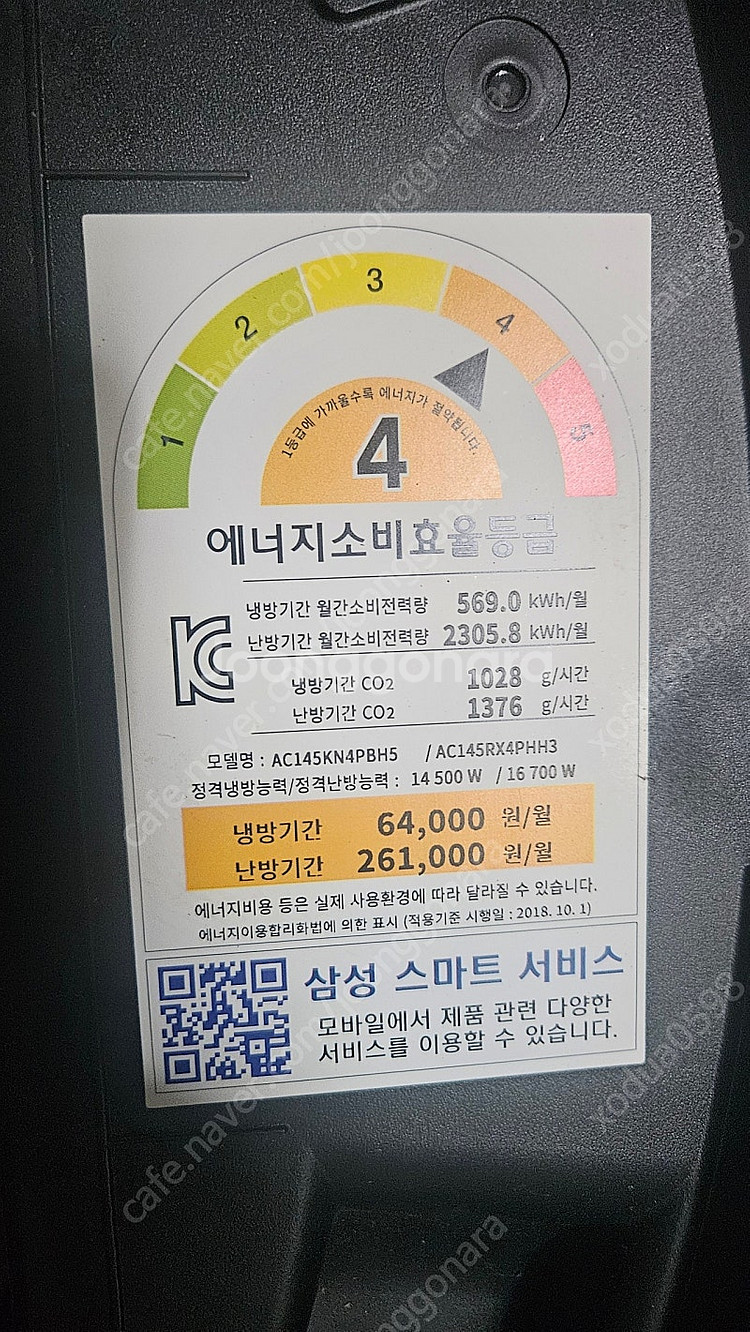 1
2
3
4
5
1등급에 가까울수록 에너지가 절약됩니다.
4
에너지소비효율등급
냉방기간 월간소비전력량 569.0 kWh/월
난방기간 월간소비전력량 2305.8 kWh/월
냉방기간 CO2 1028 g/시간
난방기간 CO2 1376 g/시간
모델명 : AC145KN4PBH5 / AC145RX4PHH3
정격냉방능력/정격난방능력 : 14 500 W / 16 700 W
냉방기간 64,000 원/월
난방기간 261,000 원/월
에너지비용 등은 실제 사용환경에 따라 달라질 수 있습니다.
에너지이용합리화법에 의한 표시 (적용기준 시행일 : 2018. 10. 1)
삼성 스마트 서비스
모바일에서 제품 관련 다양한
서비스를 이용할 수 있습니다.
joonggonara
cafe.naver.com/joonggonara